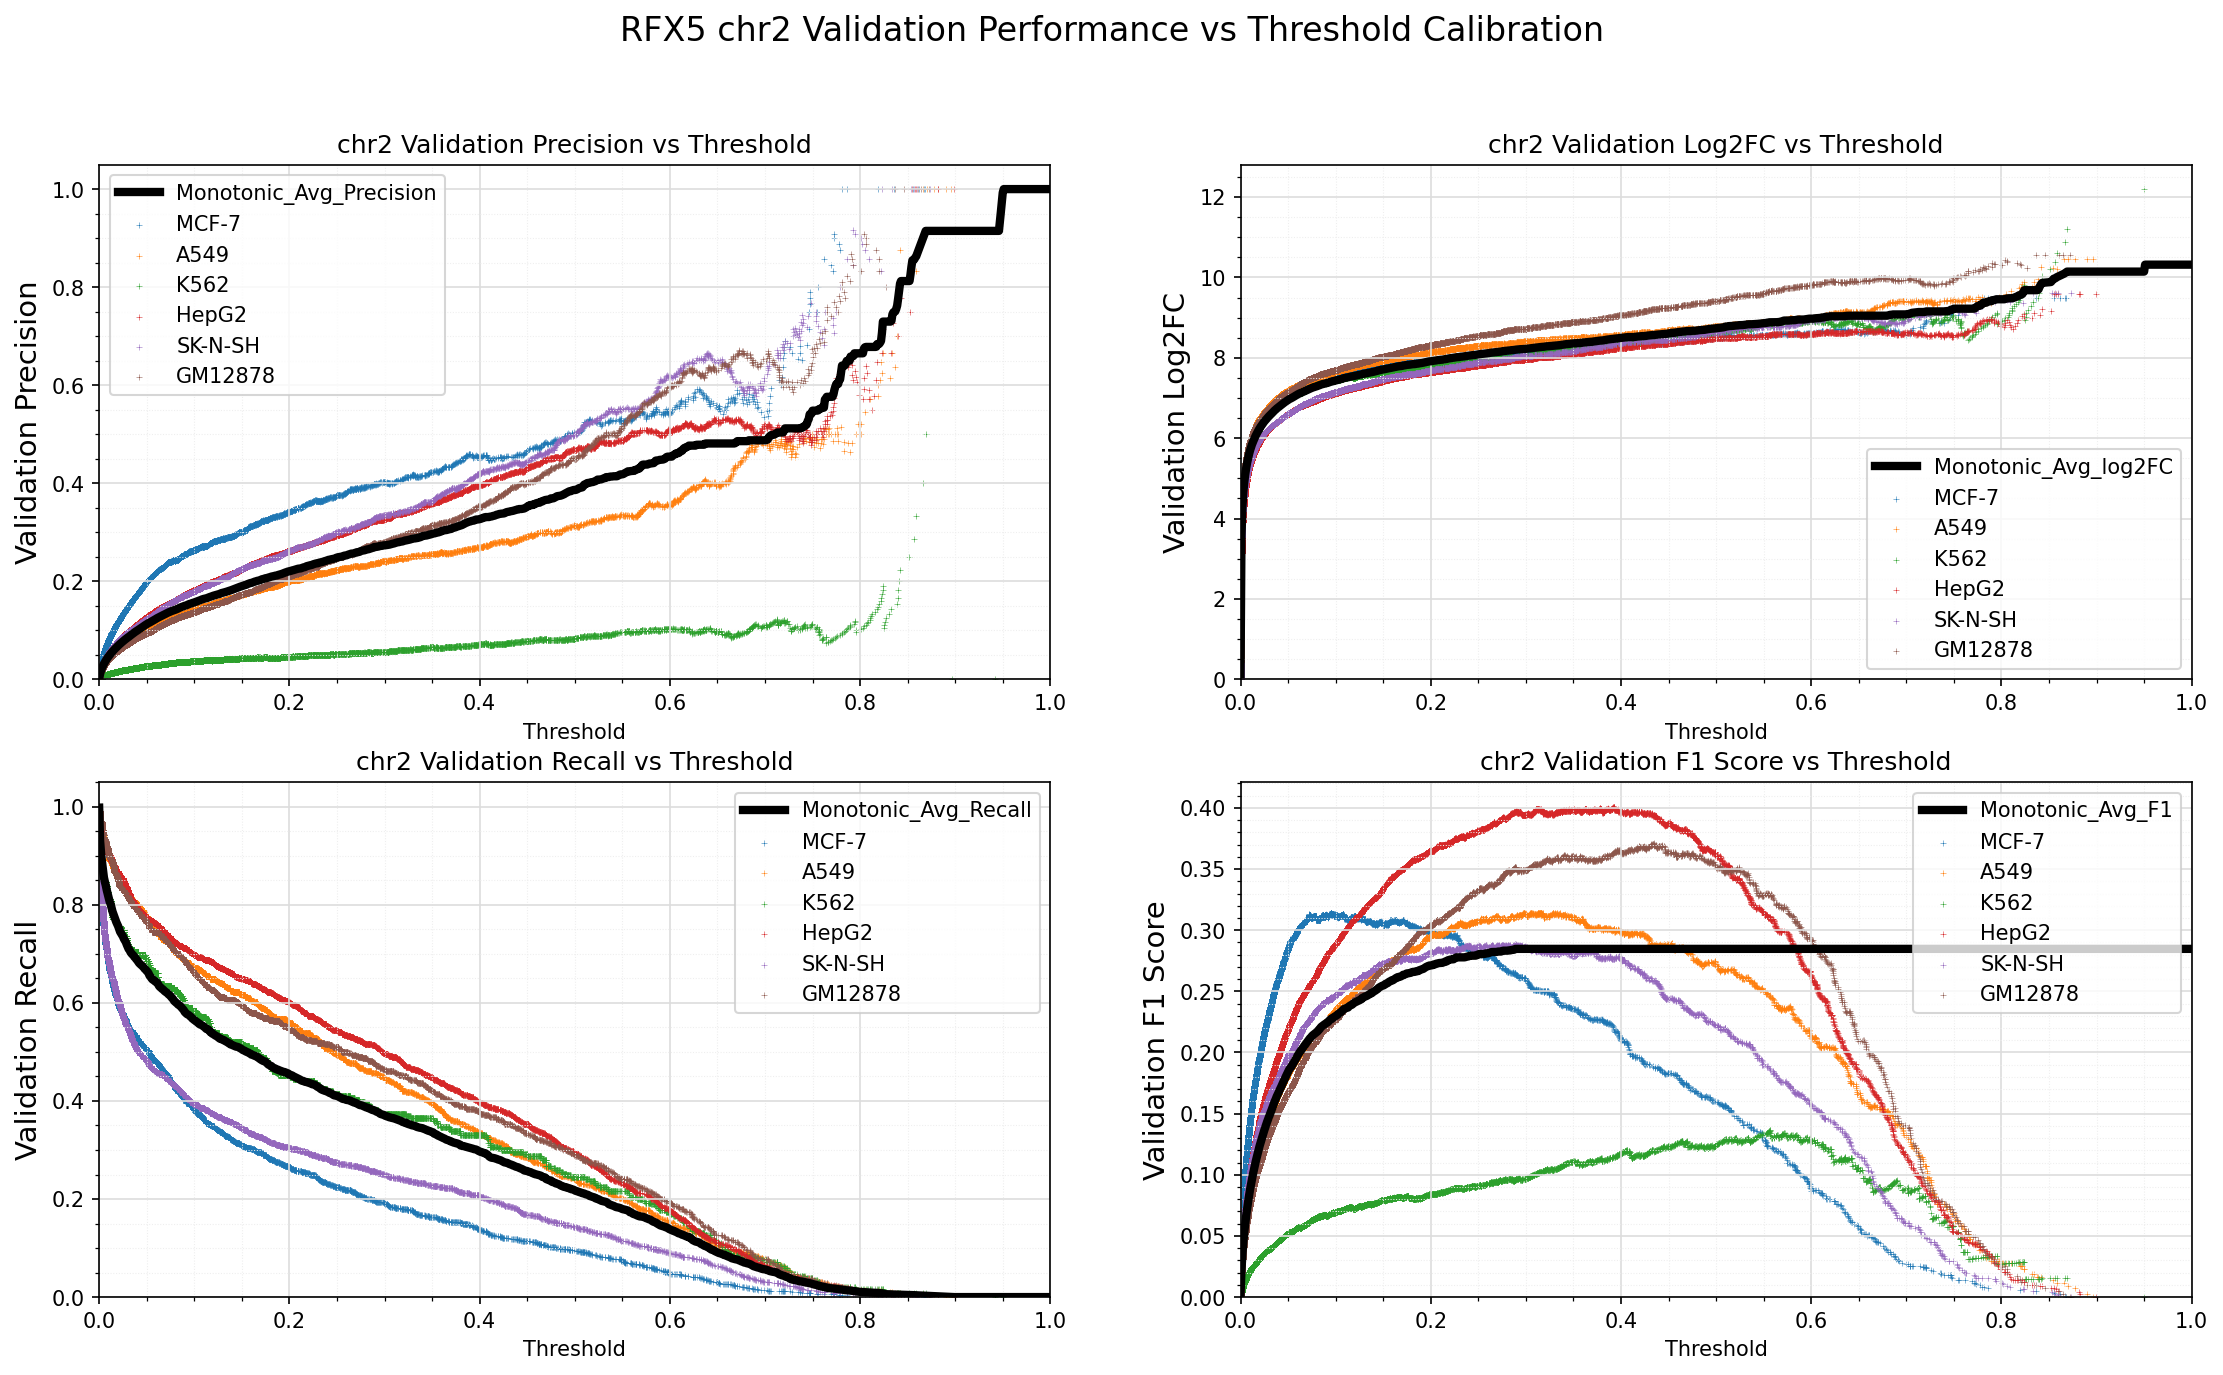 RFX5 chr2 Validation Performance vs Threshold Calibration
chr2 Validation Precision vs Threshold
Validation Precision
1.0
0.8
0.6
0.4
0.2
0.0
Monotonic_Avg_Precision
MCF-7
A549
K562
HepG2
SK-N-SH
GM12878
0.0 0.2 0.4 0.6 0.8 1.0
Threshold
chr2 Validation Log2FC vs Threshold
Validation Log2FC
12
10
8
6
4
2
0
Monotonic_Avg_log2FC
MCF-7
A549
K562
HepG2
SK-N-SH
GM12878
0.0 0.2 0.4 0.6 0.8 1.0
Threshold
chr2 Validation Recall vs Threshold
Validation Recall
1.0
0.8
0.6
0.4
0.2
0.0
Monotonic_Avg_Recall
MCF-7
A549
K562
HepG2
SK-N-SH
GM12878
0.0 0.2 0.4 0.6 0.8 1.0
Threshold
chr2 Validation F1 Score vs Threshold
Validation F1 Score
0.40
0.35
0.30
0.25
0.20
0.15
0.10
0.05
0.00
Monotonic_Avg_F1
MCF-7
A549
K562
HepG2
SK-N-SH
GM12878
0.0 0.2 0.4 0.6 0.8 1.0
Threshold